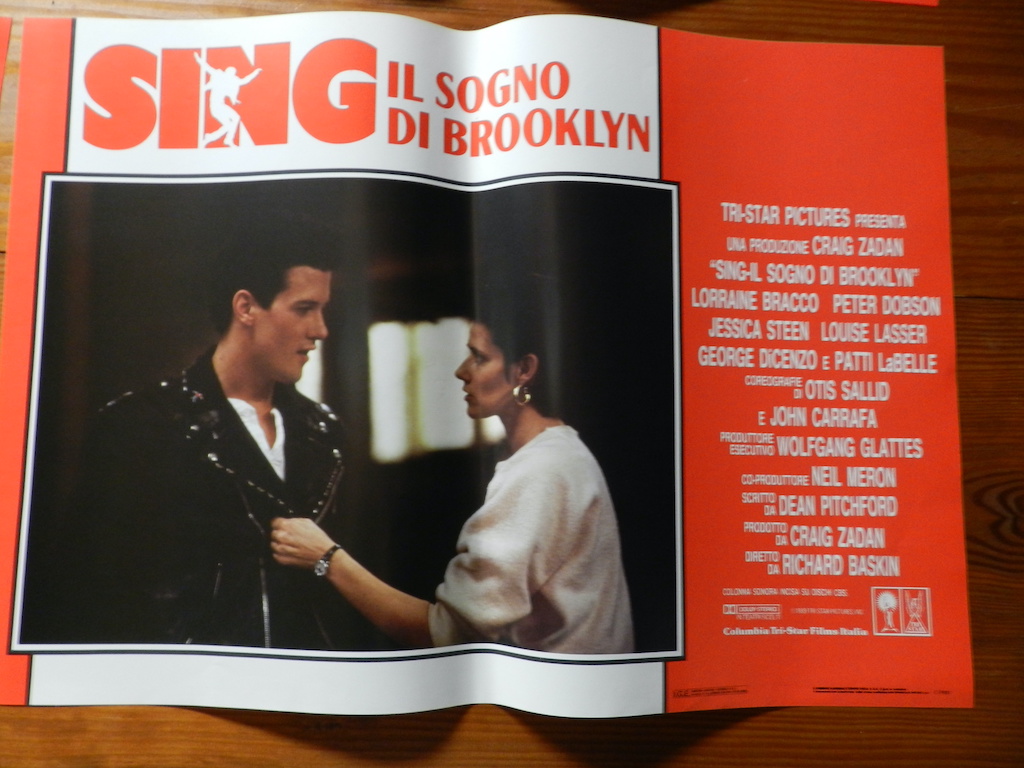 SING IL SOGNO
DI BROOKLYN
TRI-STAR PICTURES PRESENTA
UNA PRODUZIONE CRAIG ZADAN
"SING-IL SOGNO DI BROOKLYN"
LORRAINE BRACCO PETER DOBSON
JESSICA STEEN LOUISE LASSER
GEORGE DiCENZO E PATTI LaBELLE
COREOGRAFIE DI OTIS SALLID
E JOHN CARRAFA
PRODUTTORE ESECUTIVO WOLFGANG GLATTES
CO-PRODUTTORE NEIL MERON
SCRITTO DA DEAN PITCHFORD
PRODOTTO DA CRAIG ZADAN
DIRETTO DA RICHARD BASKIN
COLONNA SONORA INCISA SU DISCHI CBS
DOLBY STEREO
Columbia Tri-Star Films Italia